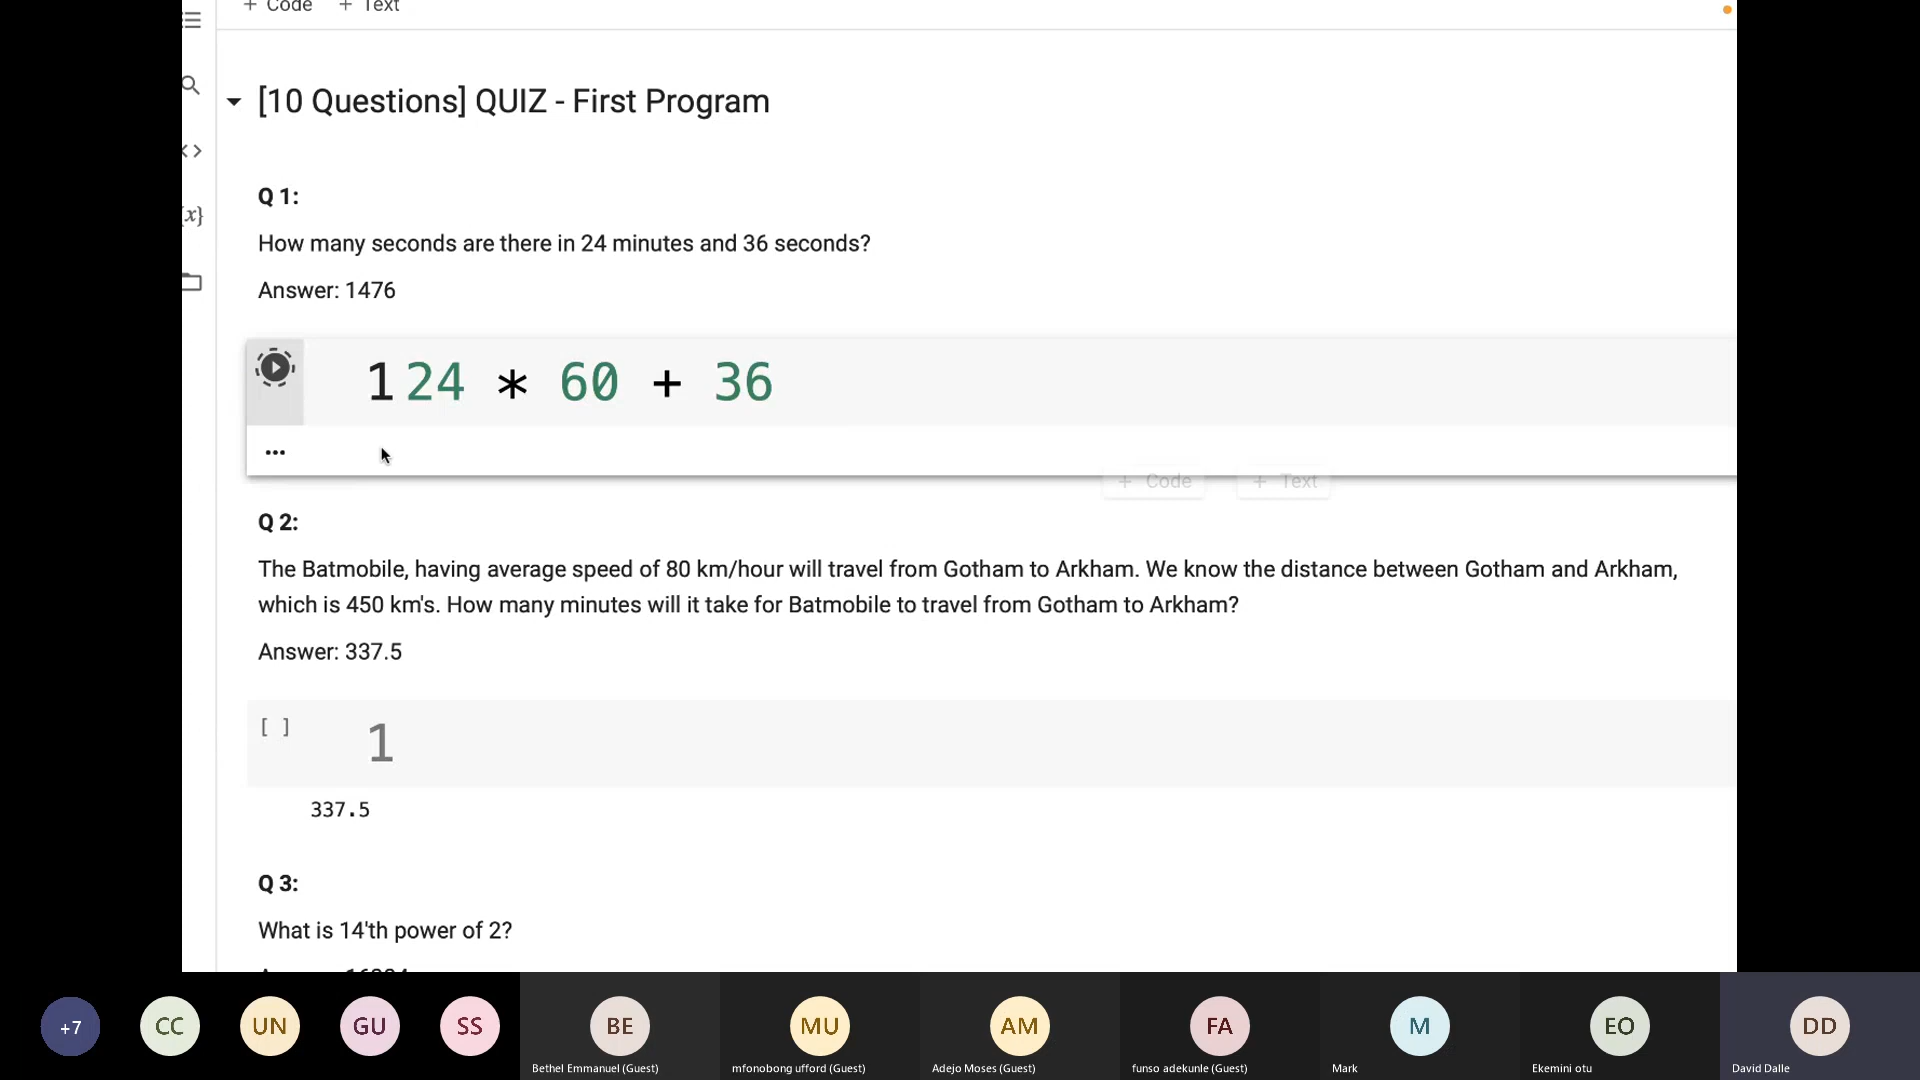 + Code + Text
[10 Questions] QUIZ - First Program
Q 1:
How many seconds are there in 24 minutes and 36 seconds?
Answer: 1476
1 24 * 60 + 36
...
+ Code + Text
Q 2:
The Batmobile, having average speed of 80 km/hour will travel from Gotham to Arkham. We know the distance between Gotham and Arkham,
which is 450 km's. How many minutes will it take for Batmobile to travel from Gotham to Arkham?
Answer: 337.5
[ ] 1
337.5
Q 3:
What is 14'th power of 2?
+7 CC UN GU SS BE MU AM FA M EO DD
Bethel Emmanuel (Guest) mfonobong ufford (Guest) Adejo Moses (Guest) funso adekunle (Guest) Mark Ekemini otu David Dalle